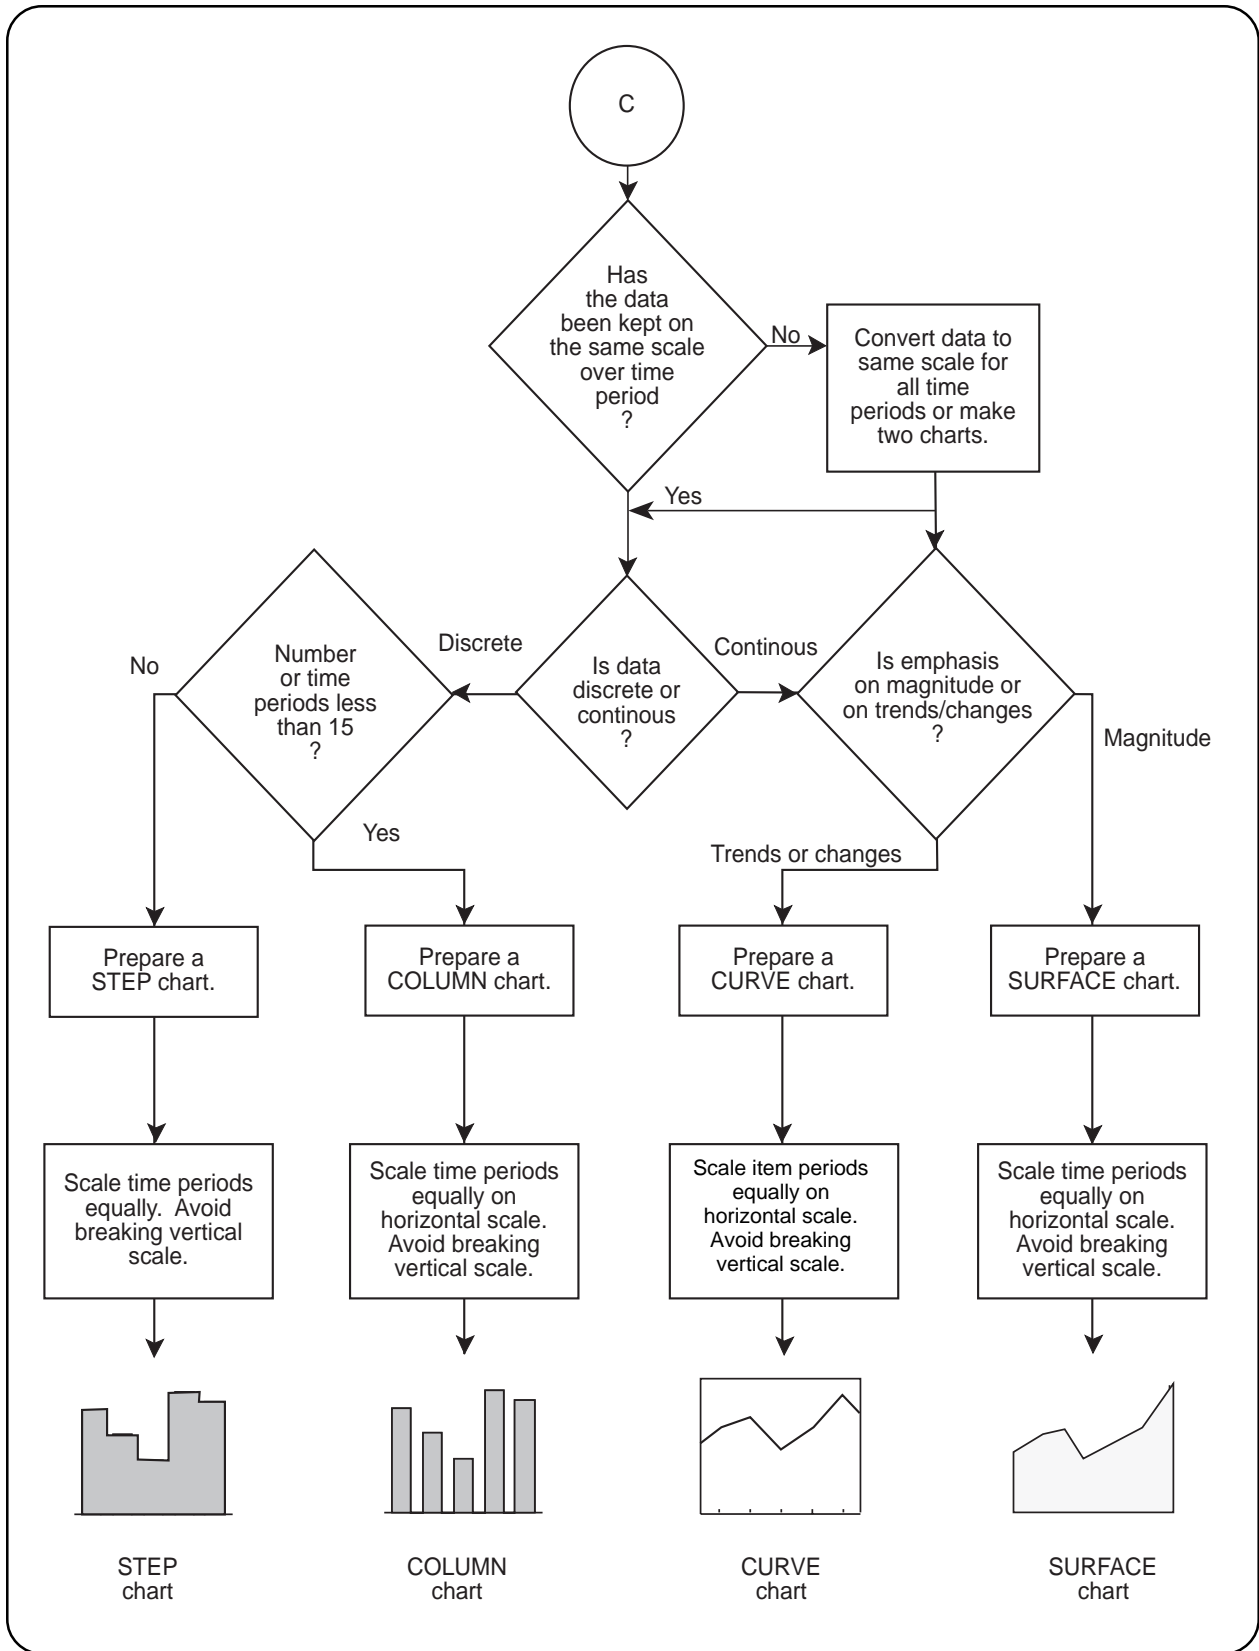 C
Has
the data
been kept on
the same scale
over time
period
?
No
Convert data to
same scale for
all time
periods or make
two charts.
Yes
Number
or time
periods less
than 15
?
No
Yes
Discrete
Is data
discrete or
continous
?
Continous
Is emphasis
on magnitude or
on trends/changes
?
Magnitude
Trends or changes
Prepare a
STEP chart.
Prepare a
COLUMN chart.
Prepare a
CURVE chart.
Prepare a
SURFACE chart.
Scale time periods
equally. Avoid
breaking vertical
scale.
Scale time periods
equally on
horizontal scale.
Avoid breaking
vertical scale.
Scale item periods
equally on
horizontal scale.
Avoid breaking
vertical scale.
Scale time periods
equally on
horizontal scale.
Avoid breaking
vertical scale.
STEP
chart
COLUMN
chart
CURVE
chart
SURFACE
chart